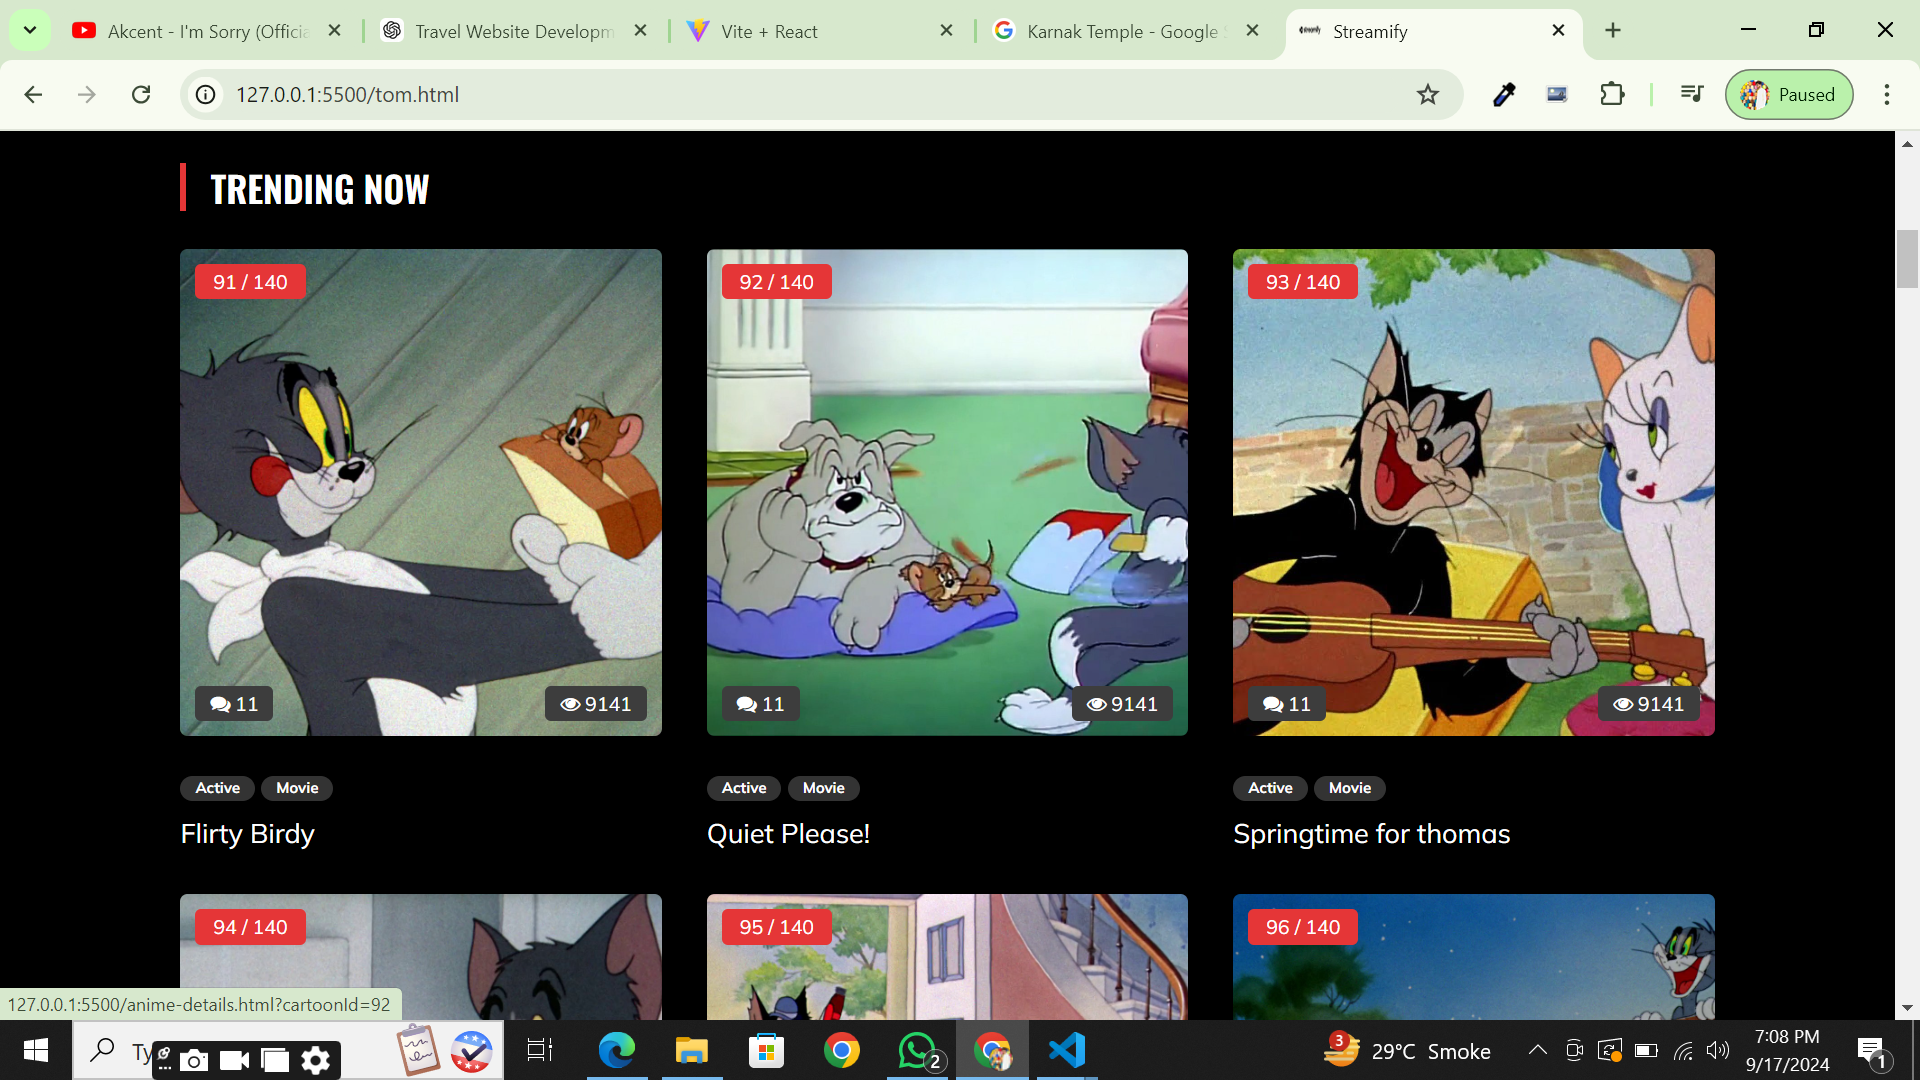 Akcent - I'm Sorry (Officia
Travel Website Developm
Vite + React
Karnak Temple - Google S
Streamify
127.0.0.1:5500/tom.html
Paused
TRENDING NOW
91 / 140
92 / 140
93 / 140
11
9141
11
9141
11
9141
Active Movie
Active Movie
Active Movie
Flirty Birdy
Quiet Please!
Springtime for thomas
94 / 140
95 / 140
96 / 140
127.0.0.1:5500/anime-details.html?cartoonId=92
Ty
2
3
29°C Smoke
7:08 PM
9/17/2024
1